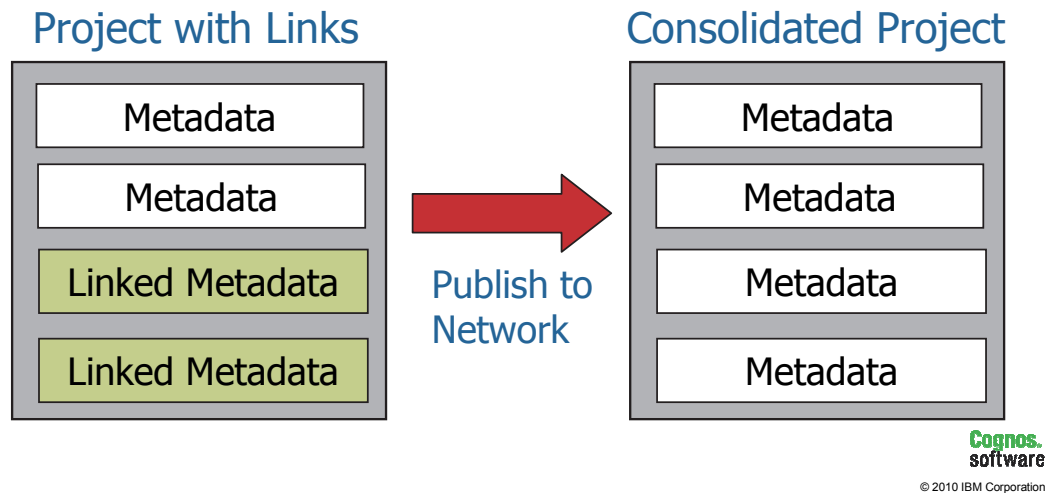 Project with Links
Consolidated Project
Metadata
Metadata
Linked Metadata
Linked Metadata
Publish to
Network
Metadata
Metadata
Metadata
Metadata
Cognos.
software
© 2010 IBM Corporation